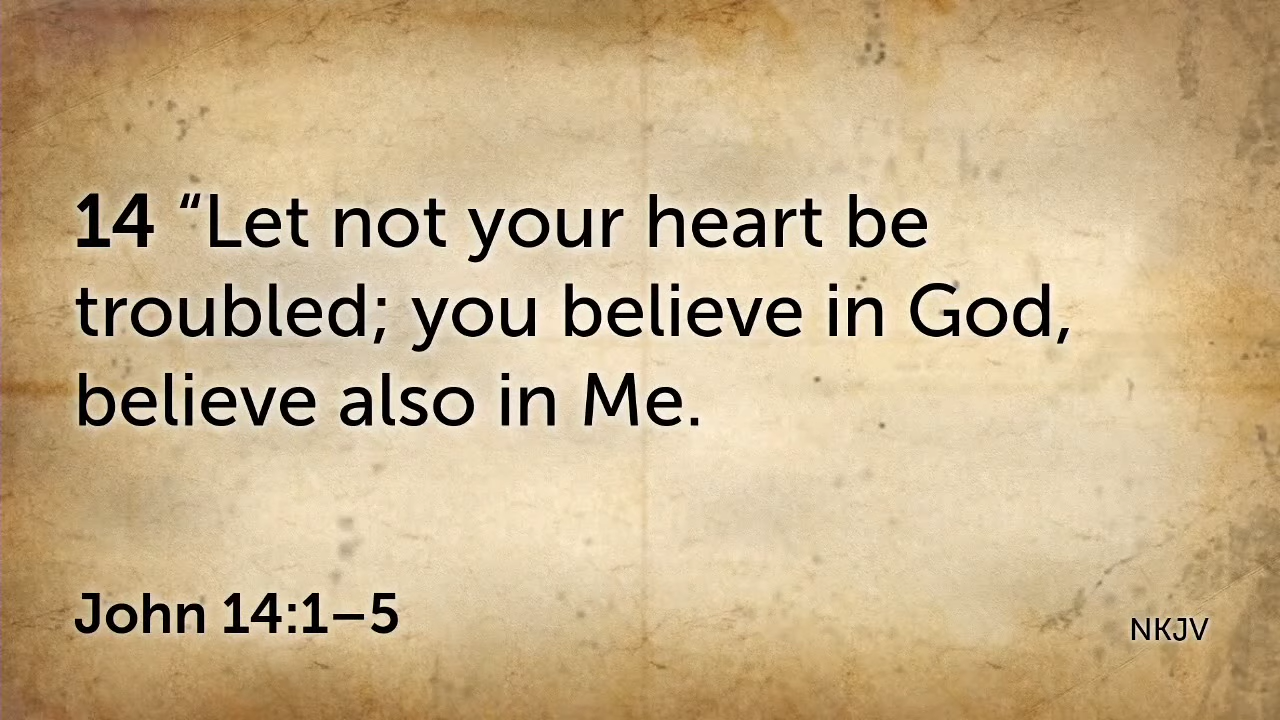 14 “Let not your heart be
troubled; you believe in God,
believe also in Me.
John 14:1–5
NKJV